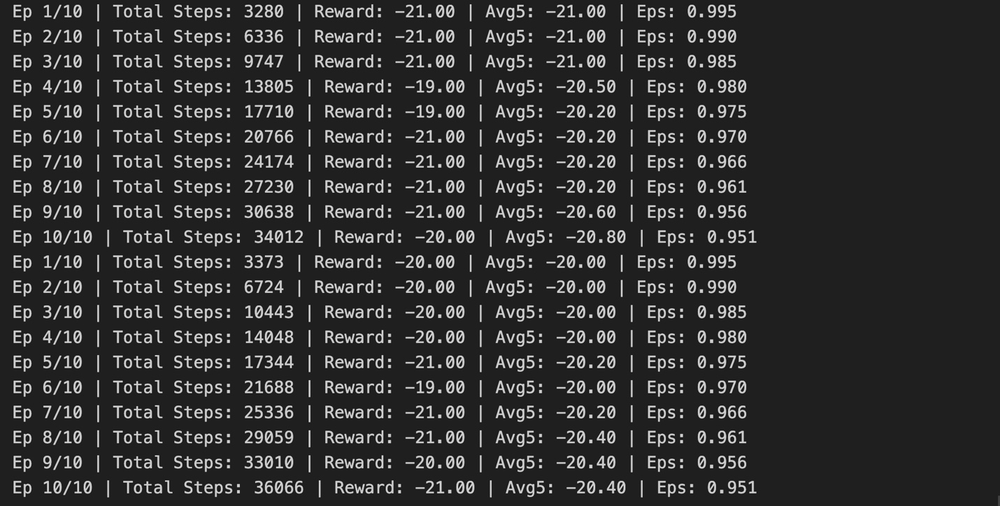 Ep 1/10 | Total Steps: 3280 | Reward: -21.00 | Avg5: -21.00 | Eps: 0.995
Ep 2/10 | Total Steps: 6336 | Reward: -21.00 | Avg5: -21.00 | Eps: 0.990
Ep 3/10 | Total Steps: 9747 | Reward: -21.00 | Avg5: -21.00 | Eps: 0.985
Ep 4/10 | Total Steps: 13805 | Reward: -19.00 | Avg5: -20.50 | Eps: 0.980
Ep 5/10 | Total Steps: 17710 | Reward: -19.00 | Avg5: -20.20 | Eps: 0.975
Ep 6/10 | Total Steps: 20766 | Reward: -21.00 | Avg5: -20.20 | Eps: 0.970
Ep 7/10 | Total Steps: 24174 | Reward: -21.00 | Avg5: -20.20 | Eps: 0.966
Ep 8/10 | Total Steps: 27230 | Reward: -21.00 | Avg5: -20.20 | Eps: 0.961
Ep 9/10 | Total Steps: 30638 | Reward: -21.00 | Avg5: -20.60 | Eps: 0.956
Ep 10/10 | Total Steps: 34012 | Reward: -20.00 | Avg5: -20.80 | Eps: 0.951
Ep 1/10 | Total Steps: 3373 | Reward: -20.00 | Avg5: -20.00 | Eps: 0.995
Ep 2/10 | Total Steps: 6724 | Reward: -20.00 | Avg5: -20.00 | Eps: 0.990
Ep 3/10 | Total Steps: 10443 | Reward: -20.00 | Avg5: -20.00 | Eps: 0.985
Ep 4/10 | Total Steps: 14048 | Reward: -20.00 | Avg5: -20.00 | Eps: 0.980
Ep 5/10 | Total Steps: 17344 | Reward: -21.00 | Avg5: -20.20 | Eps: 0.975
Ep 6/10 | Total Steps: 21688 | Reward: -19.00 | Avg5: -20.00 | Eps: 0.970
Ep 7/10 | Total Steps: 25336 | Reward: -21.00 | Avg5: -20.20 | Eps: 0.966
Ep 8/10 | Total Steps: 29059 | Reward: -21.00 | Avg5: -20.40 | Eps: 0.961
Ep 9/10 | Total Steps: 33010 | Reward: -20.00 | Avg5: -20.40 | Eps: 0.956
Ep 10/10 | Total Steps: 36066 | Reward: -21.00 | Avg5: -20.40 | Eps: 0.951